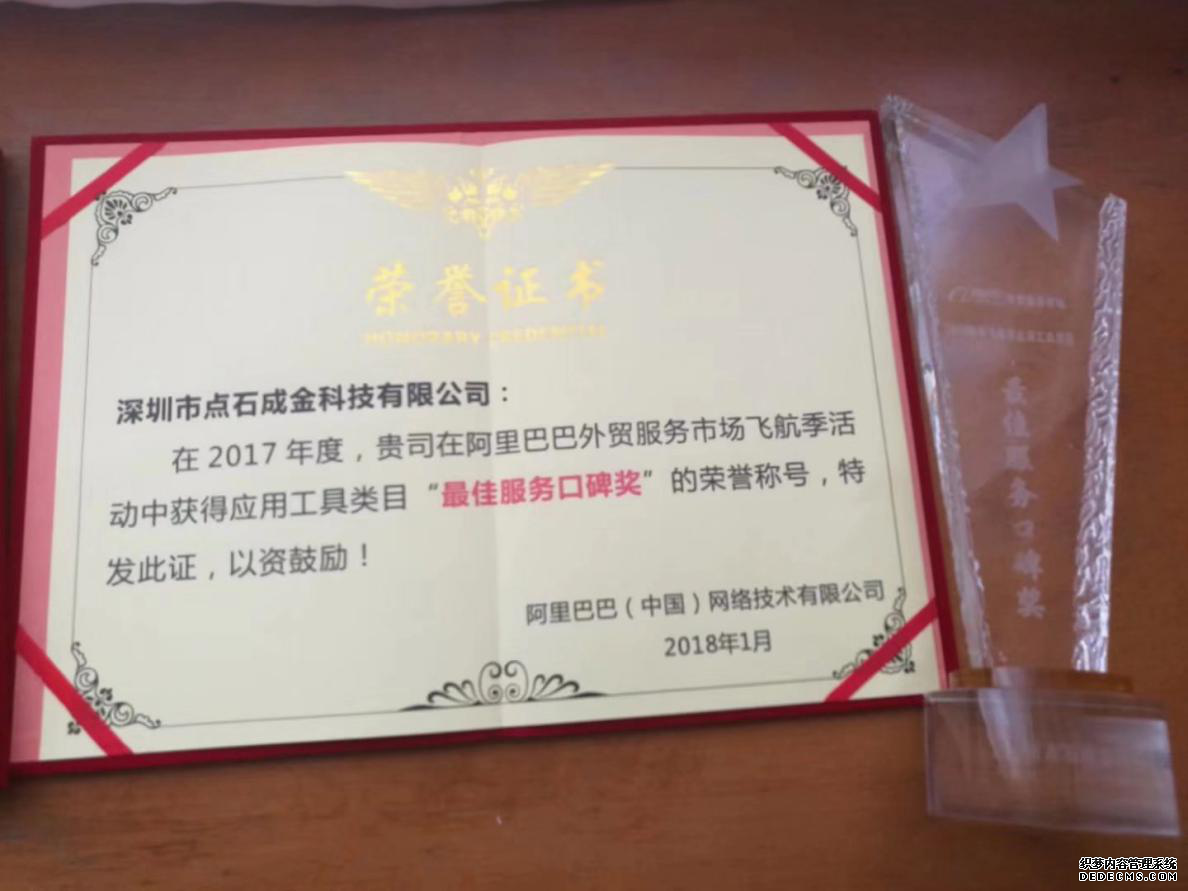 荣誉证书
HONORARY CREDENTIAL
深圳市点石成金科技有限公司：
在 2017 年度，贵司在阿里巴巴外贸服务市场飞航季活
动中获得应用工具类目“最佳服务口碑奖”的荣誉称号，特
发此证，以资鼓励！
阿里巴巴（中国）网络技术有限公司
2018年1月
最佳服务口碑奖
织梦内容管理系统
DEDECMS.COM